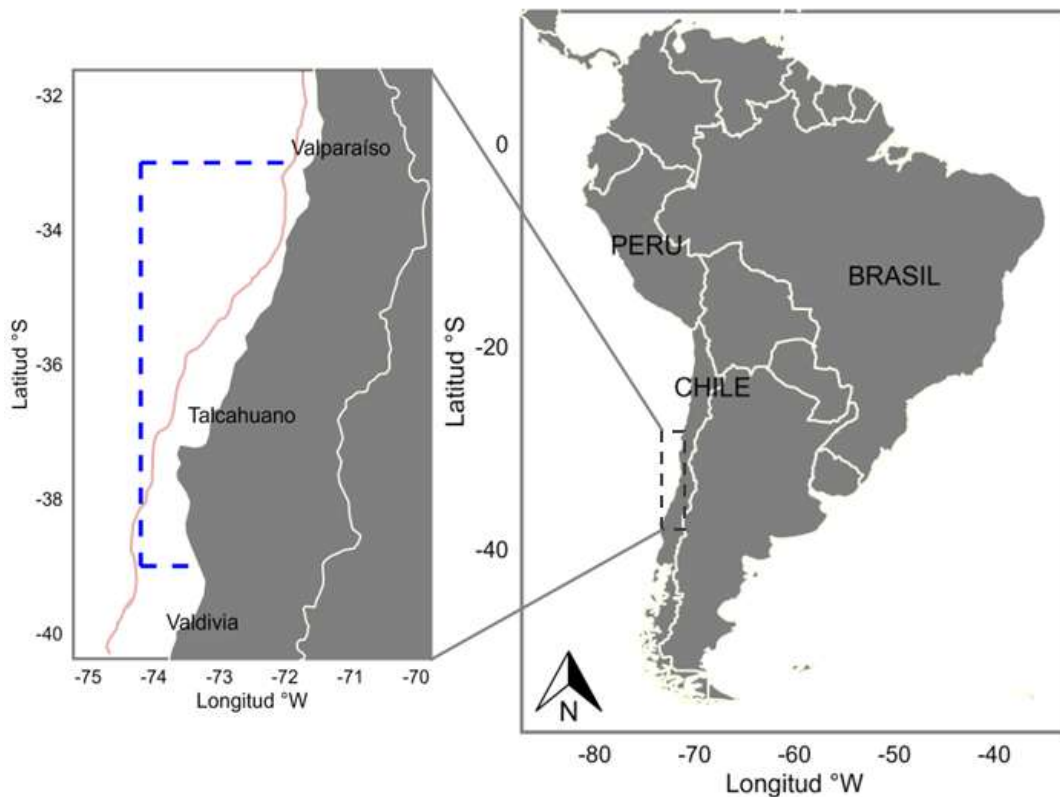 -32
-34
-36
-38
-40
Latitud °S
Valparaíso
Talcahuano
Valdivia
-75 -74 -73 -72 -71 -70
Longitud °W
0
-20
-40
Latitud °S
PERU
BRASIL
CHILE
N
-80 -70 -60 -50 -40
Longitud °W